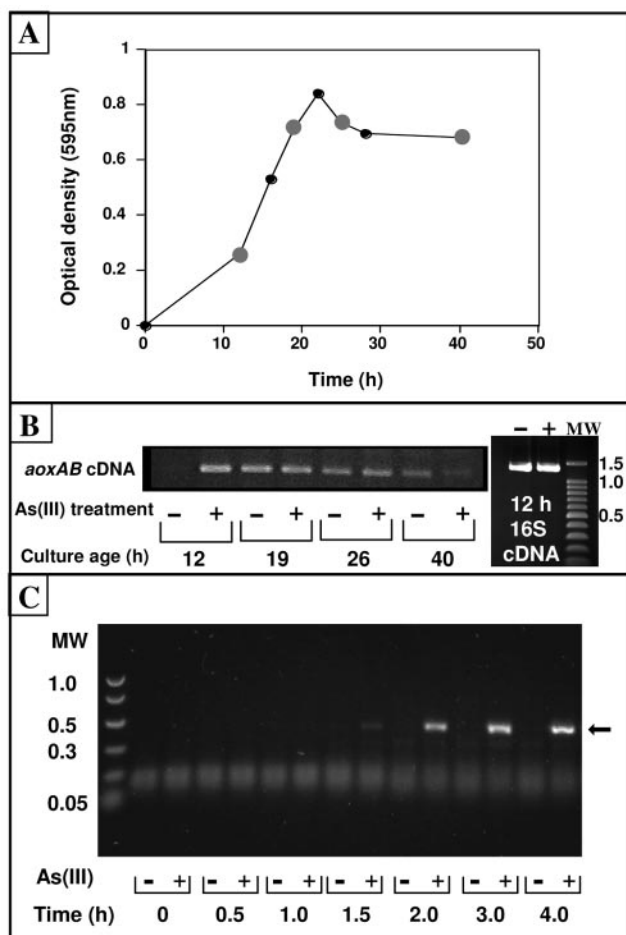 A
Optical density (595nm)
1
0.8
0.6
0.4
0.2
0
0 10 20 30 40 50
Time (h)
B
aoxAB cDNA
As(III) treatment - + - + - + - +
Culture age (h) 12 19 26 40
- + MW
1.5
1.0
0.5
12 h
16S
cDNA
C
MW
1.0
0.5
0.3
0.05
As(III) - + - + - + - + - + - + - +
Time (h) 0 0.5 1.0 1.5 2.0 3.0 4.0